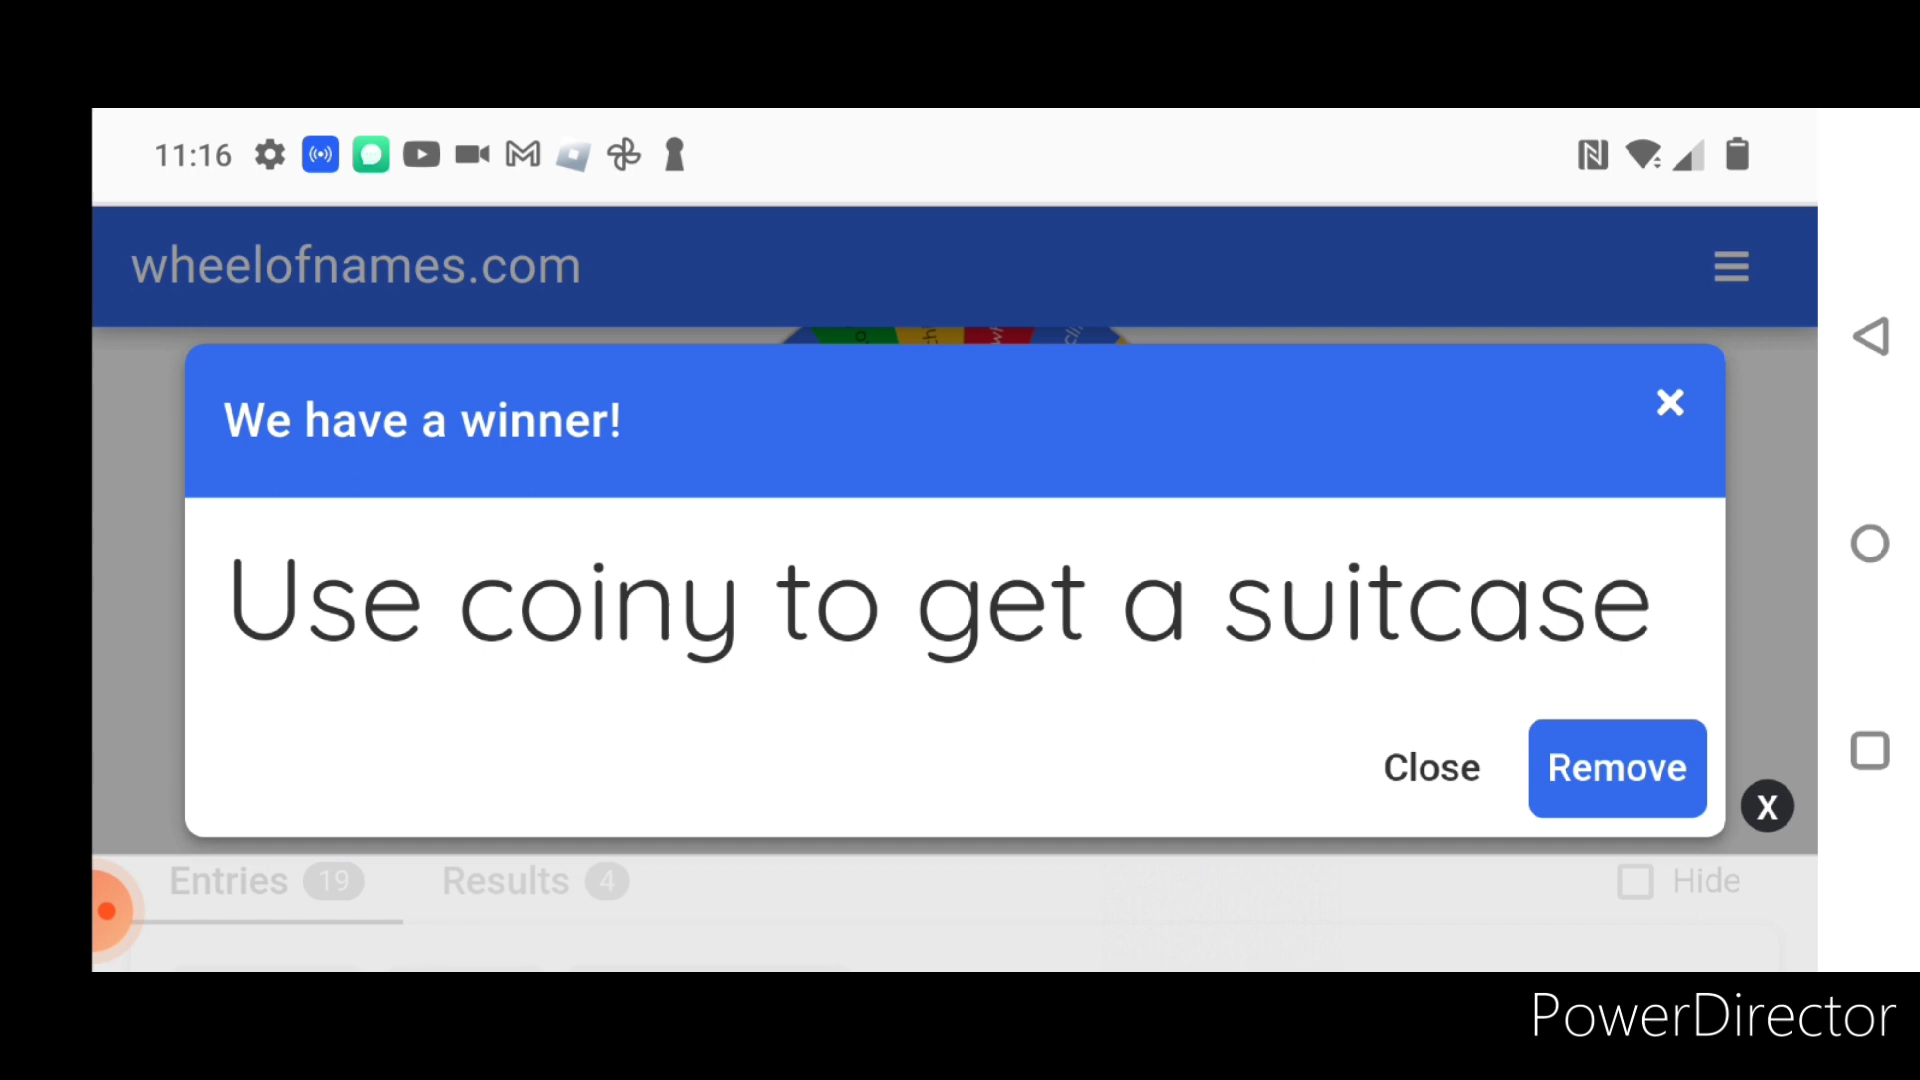 11:16
wheelofnames.com
We have a winner!
Use coiny to get a suitcase
Close
Remove
X
Entries 19
Results 4
Hide
PowerDirector